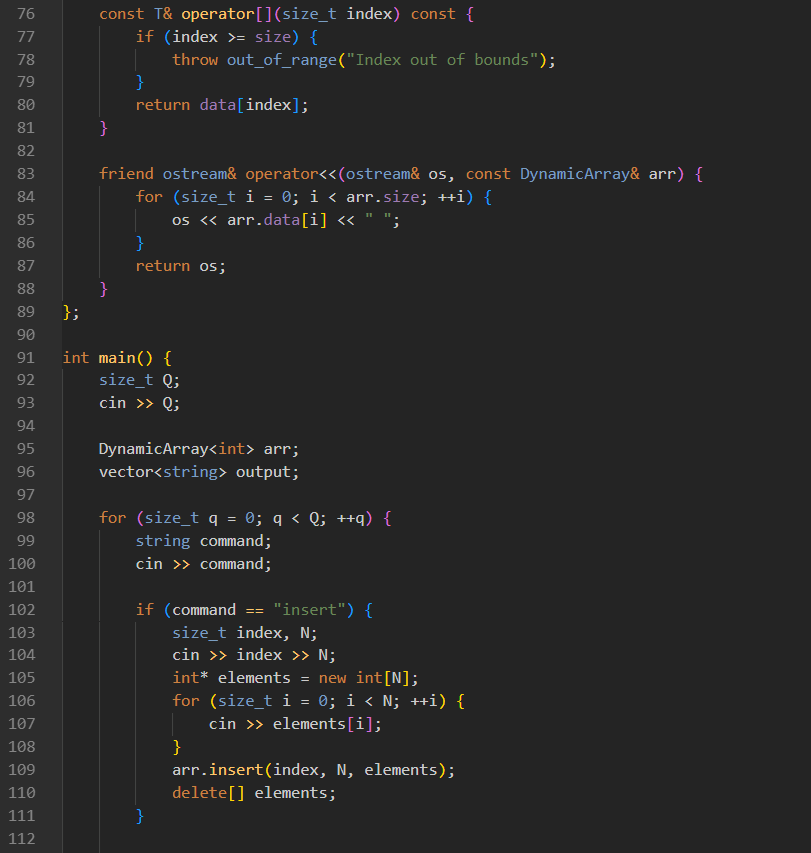 76 const T& operator[](size_t index) const {
77 if (index >= size) {
78 throw out_of_range("Index out of bounds");
79 }
80 return data[index];
81 }
82
83 friend ostream& operator<<(ostream& os, const DynamicArray& arr) {
84 for (size_t i = 0; i < arr.size; ++i) {
85 os << arr.data[i] << " ";
86 }
87 return os;
88 }
89 };
90
91 int main() {
92 size_t Q;
93 cin >> Q;
94
95 DynamicArray<int> arr;
96 vector<string> output;
97
98 for (size_t q = 0; q < Q; ++q) {
99 string command;
100 cin >> command;
101
102 if (command == "insert") {
103 size_t index, N;
104 cin >> index >> N;
105 int* elements = new int[N];
106 for (size_t i = 0; i < N; ++i) {
107 cin >> elements[i];
108 }
109 arr.insert(index, N, elements);
110 delete[] elements;
111 }
112